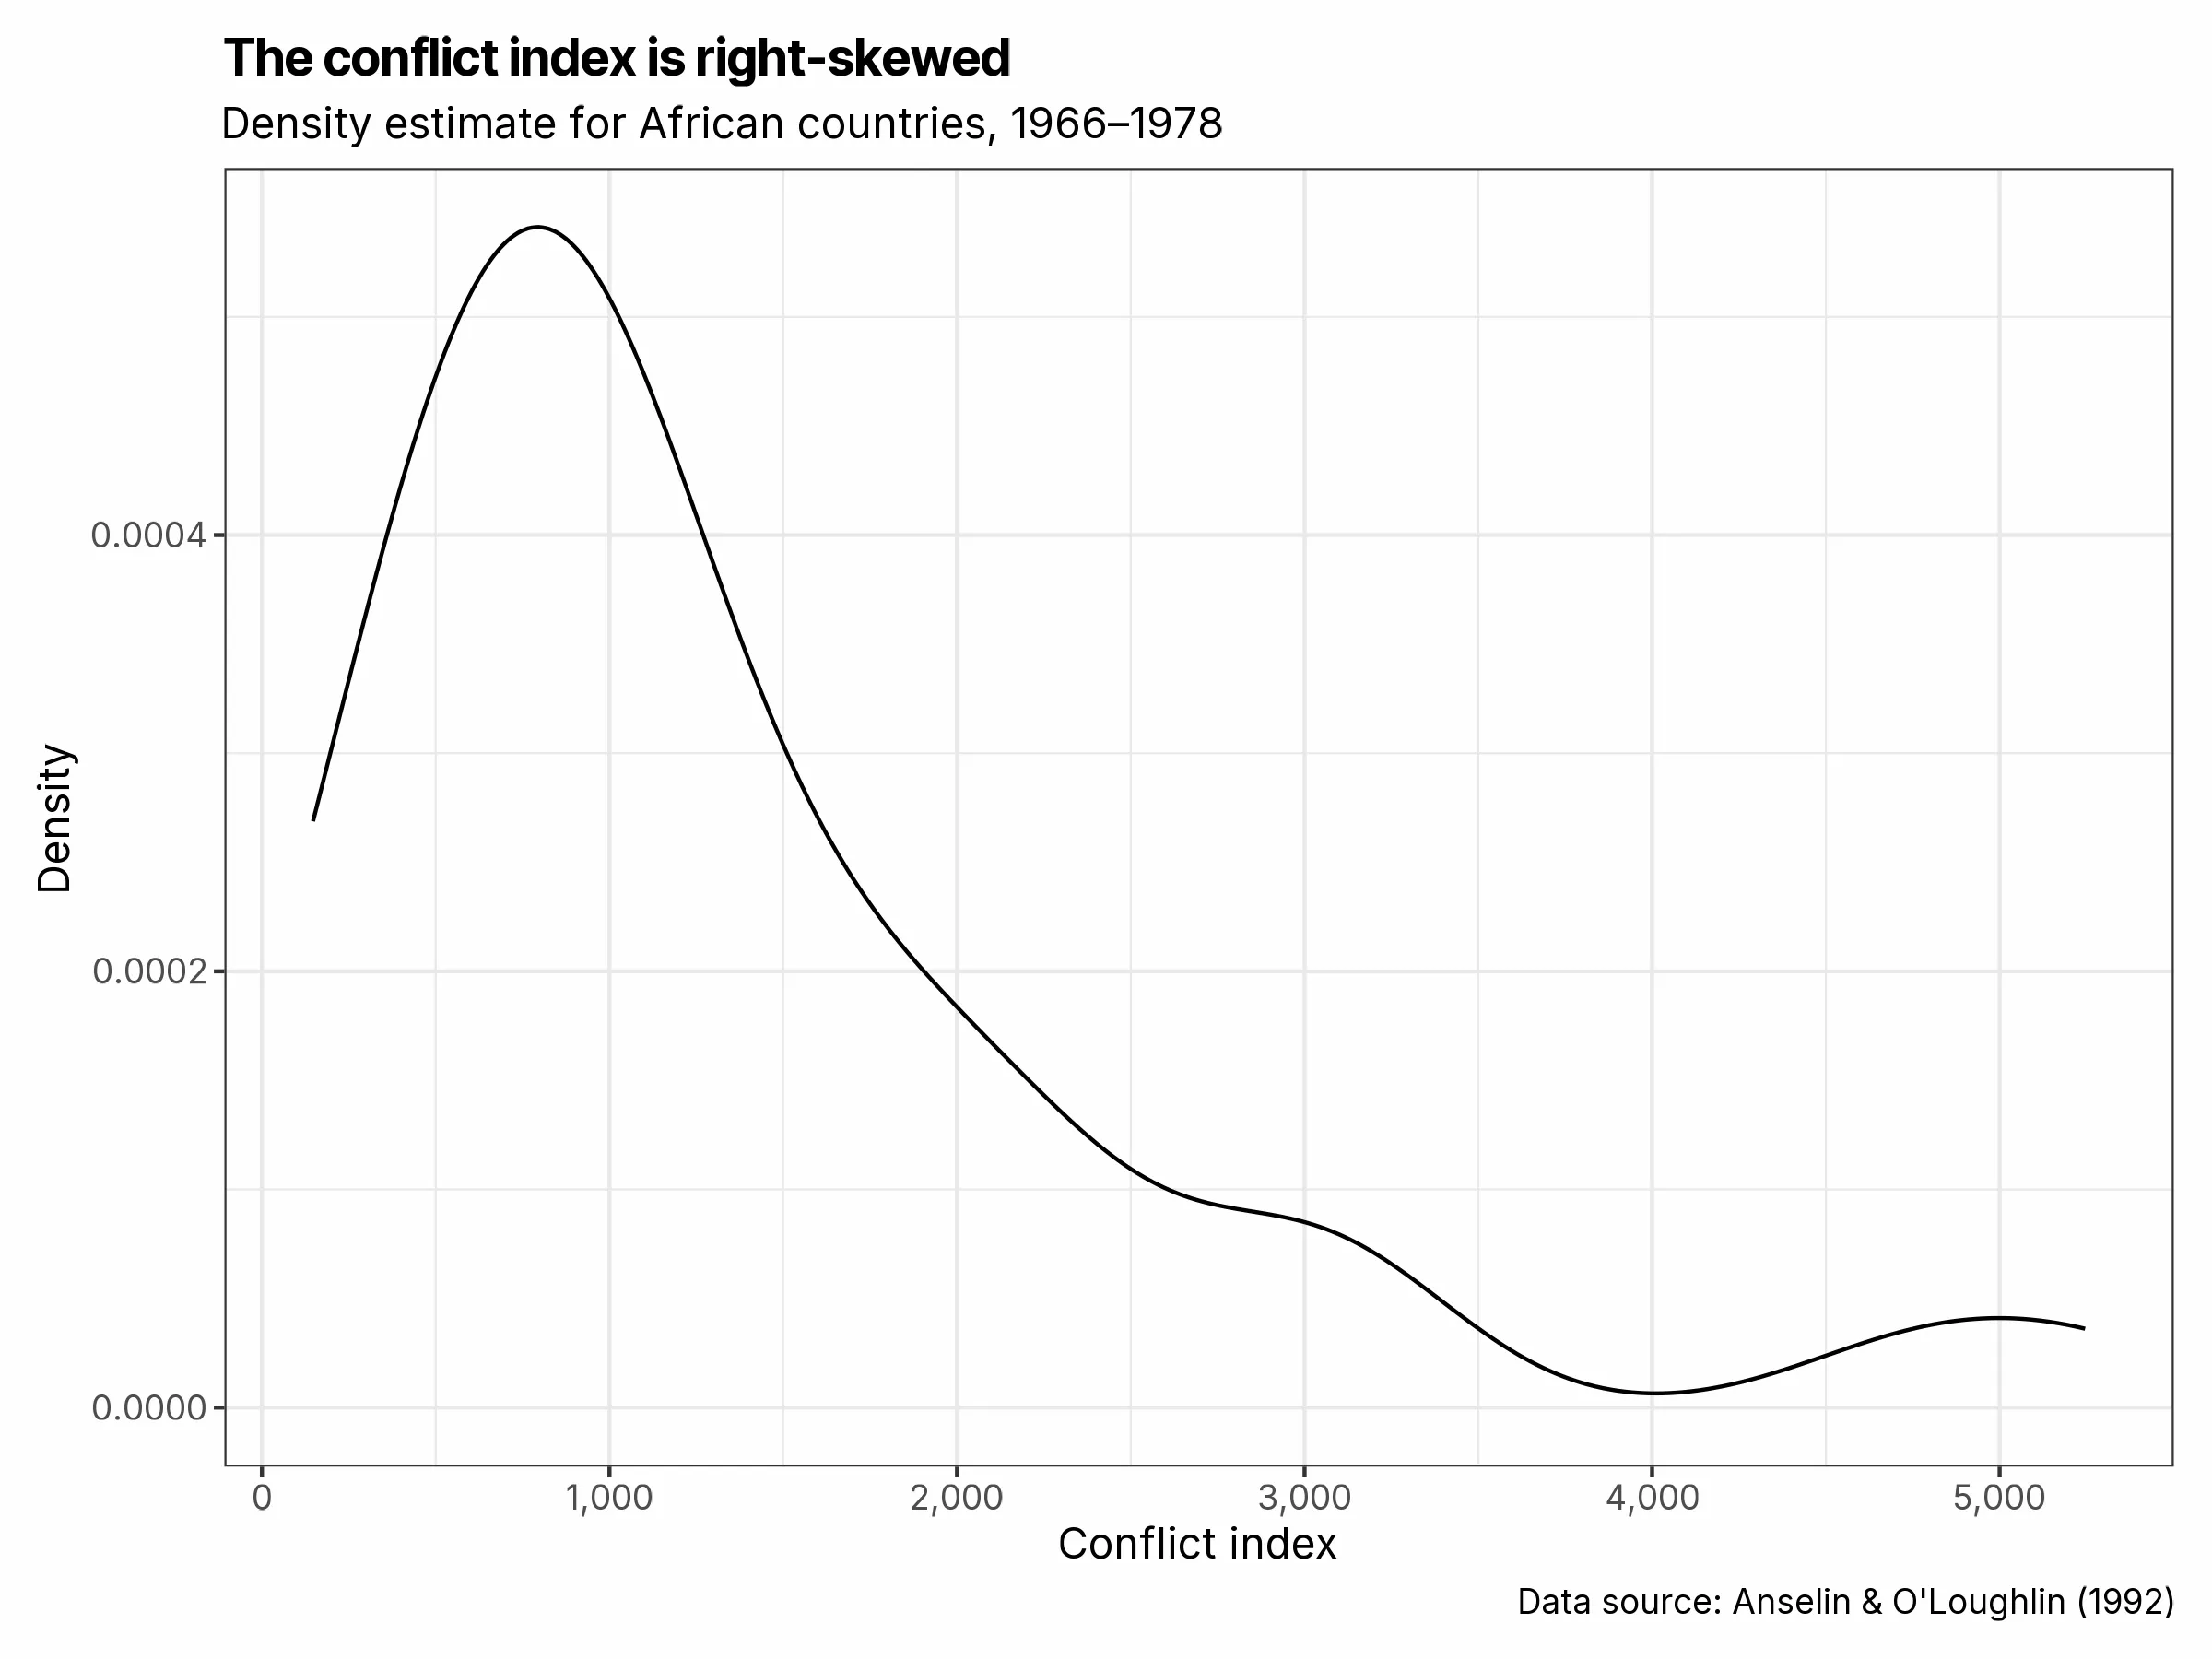 The conflict index is right-skewed
Density estimate for African countries, 1966–1978
Density
0.0004
0.0002
0.0000
0 1,000 2,000 3,000 4,000 5,000
Conflict index
Data source: Anselin & O'Loughlin (1992)